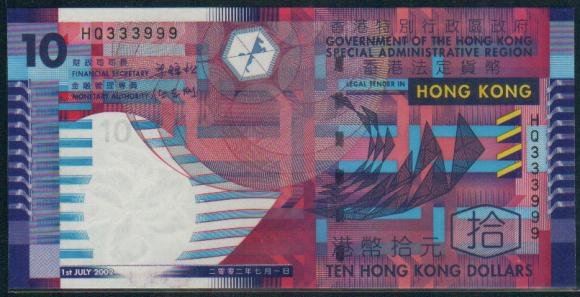 10
HQ333999
財政司司長
FINANCIAL SECRETARY
金融管理專員
MONETARY AUTHORITY
香港特別行政區政府
GOVERNMENT OF THE HONG KONG
SPECIAL ADMINISTRATIVE REGION
香港法定貨幣
LEGAL TENDER IN
HONG KONG
HQ333999
10
拾
港幣拾元
1st JULY 2002
二零零二年七月一日
TEN HONG KONG DOLLARS